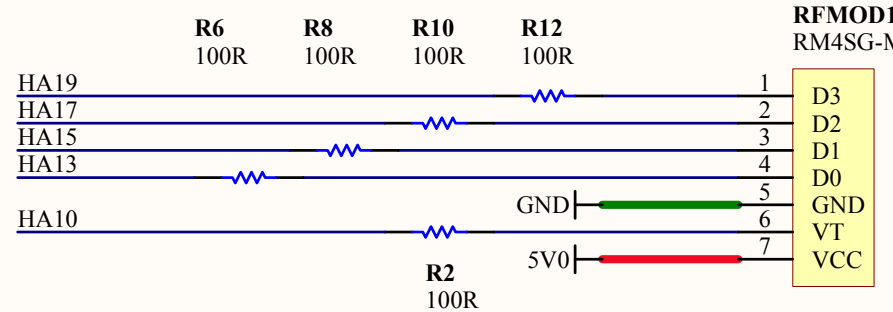 R6 R8 R10 R12 RFMOD1
100R 100R 100R 100R RM4SG-M
HA19 1 D3
HA17 2 D2
HA15 3 D1
HA13 4 D0
GND 5 GND
HA10 6 VT
5V0 7 VCC
R2
100R